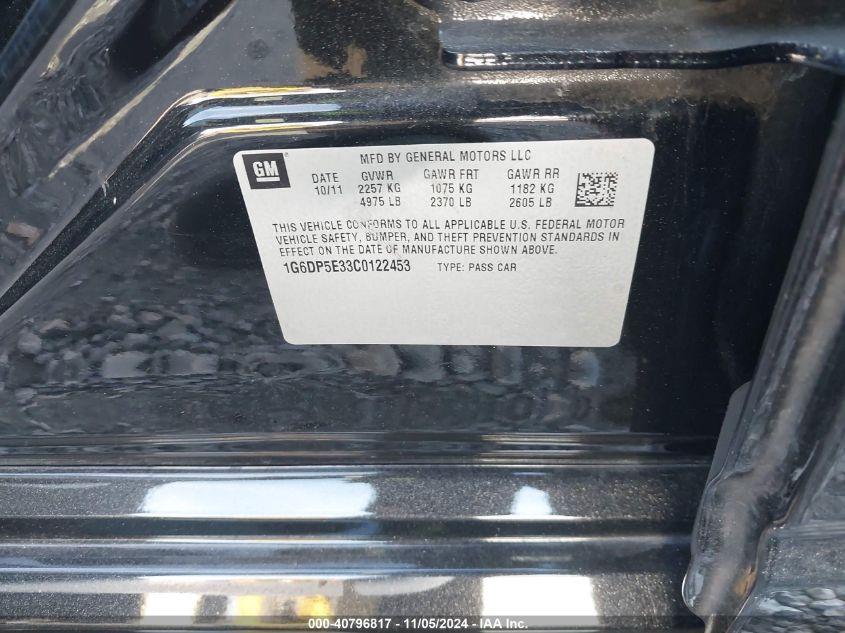 GM
MFD BY GENERAL MOTORS LLC
DATE GVWR GAWR FRT GAWR RR
10/11 2257 KG 1075 KG 1182 KG
4975 LB 2370 LB 2605 LB
THIS VEHICLE CONFORMS TO ALL APPLICABLE U.S. FEDERAL MOTOR
VEHICLE SAFETY, BUMPER, AND THEFT PREVENTION STANDARDS IN
EFFECT ON THE DATE OF MANUFACTURE SHOWN ABOVE.
1G6DP5E33C0122453 TYPE: PASS CAR
000-40796817 - 11/05/2024 - IAA Inc.